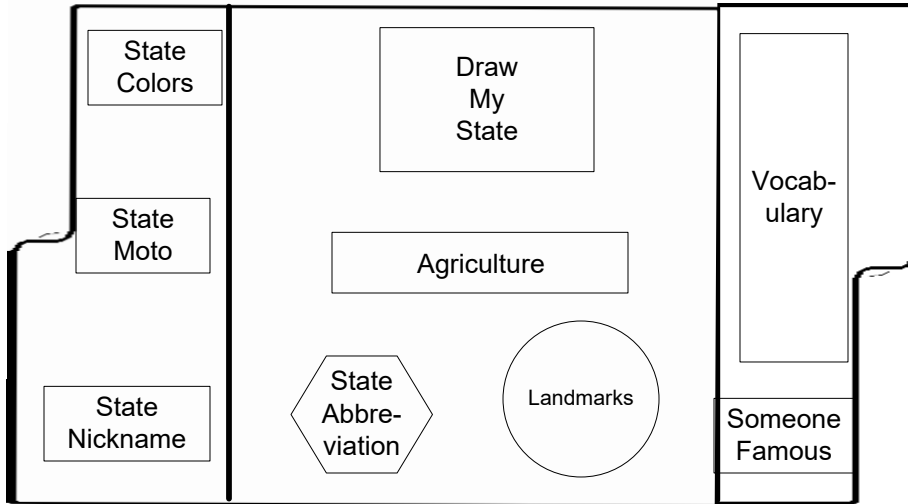 State
Colors
State
Moto
State
Nickname
Draw
My
State
Agriculture
State
Abbre-
viation
Landmarks
Vocab-
ulary
Someone
Famous